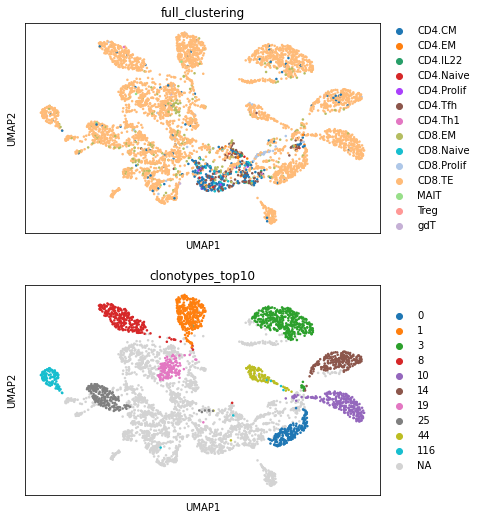 full_clustering
UMAP2
UMAP1
CD4.CM
CD4.EM
CD4.IL22
CD4.Naive
CD4.Prolif
CD4.Tfh
CD4.Th1
CD8.EM
CD8.Naive
CD8.Prolif
CD8.TE
MAIT
Treg
gdT
clonotypes_top10
UMAP2
UMAP1
0
1
3
8
10
14
19
25
44
116
NA